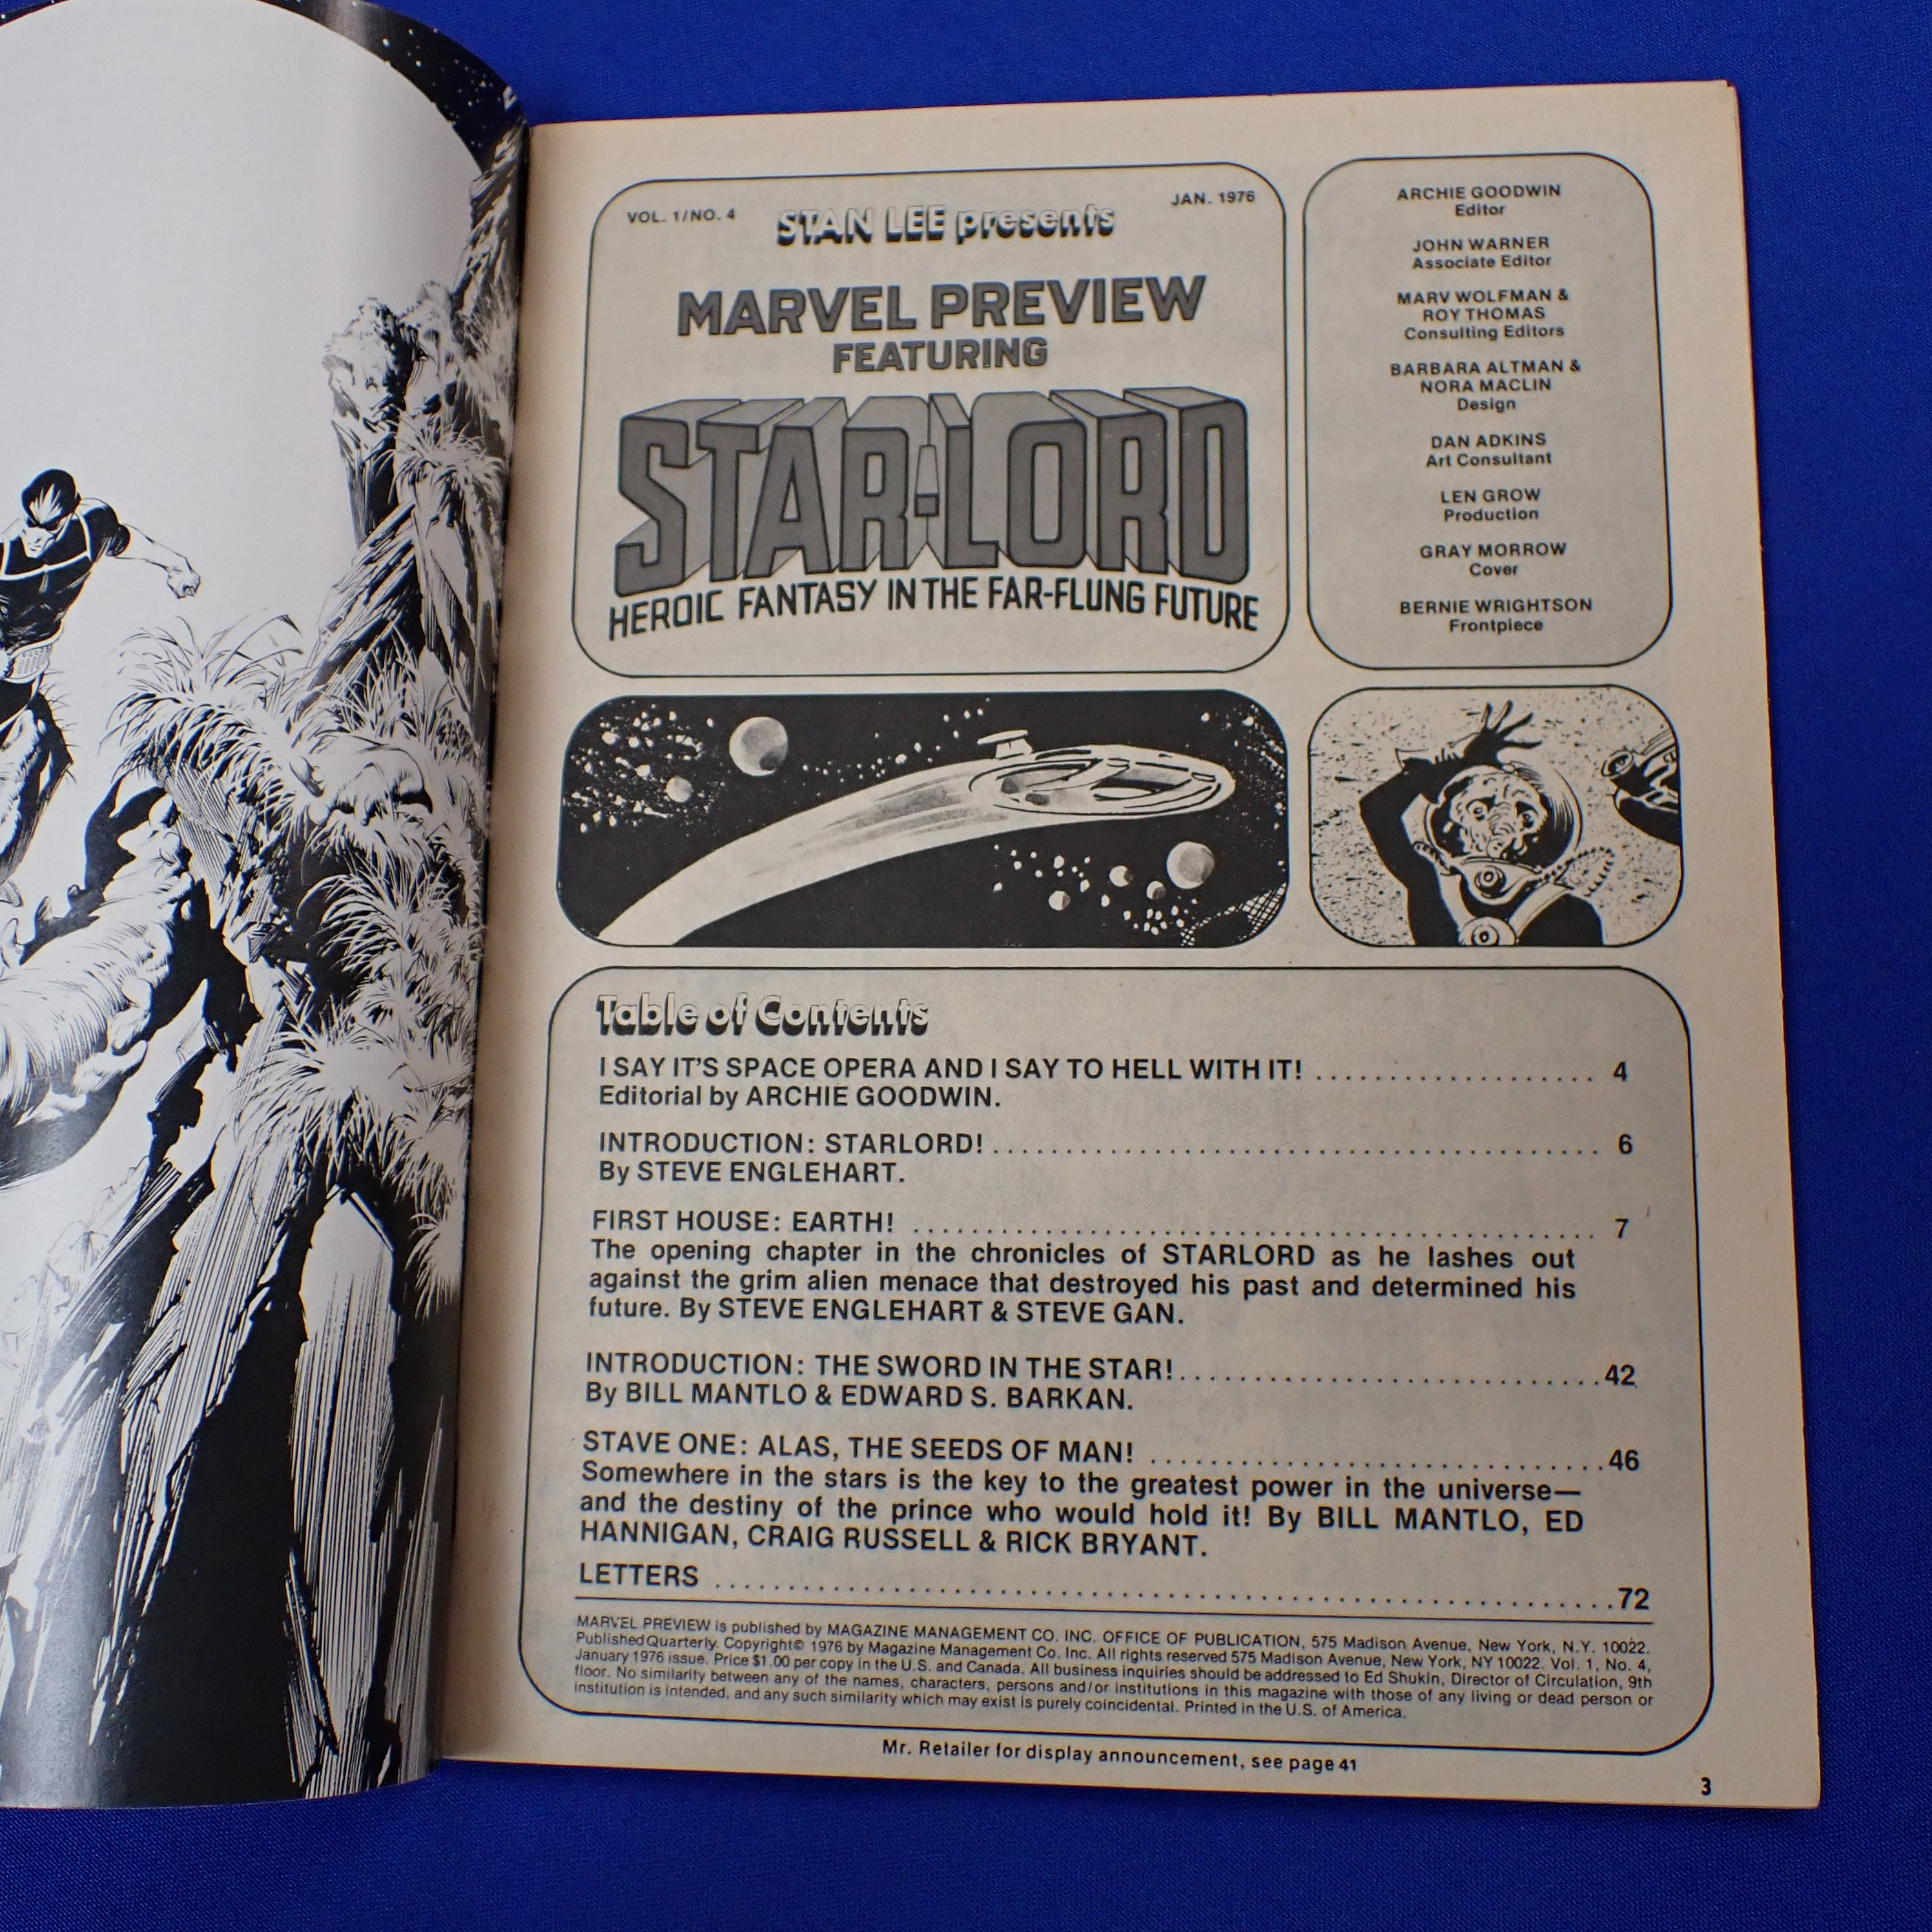 VOL. 1/NO. 4
STAN LEE presents
JAN. 1976
MARVEL PREVIEW
FEATURING
STAR-LORD
HEROIC FANTASY IN THE FAR-FLUNG FUTURE
ARCHIE GOODWIN
Editor
JOHN WARNER
Associate Editor
MARV WOLFMAN &
ROY THOMAS
Consulting Editors
BARBARA ALTMAN &
NORA MACLIN
Design
DAN ADKINS
Art Consultant
LEN GROW
Production
GRAY MORROW
Cover
BERNIE WRIGHTSON
Frontpiece
Table of Contents
I SAY IT'S SPACE OPERA AND I SAY TO HELL WITH IT! .................... 4
Editorial by ARCHIE GOODWIN.
INTRODUCTION: STARLORD! .......................................... 6
By STEVE ENGLEHART.
FIRST HOUSE: EARTH! .............................................. 7
The opening chapter in the chronicles of STARLORD as he lashes out
against the grim alien menace that destroyed his past and determined his
future. By STEVE ENGLEHART & STEVE GAN.
INTRODUCTION: THE SWORD IN THE STAR! .............................42
By BILL MANTLO & EDWARD S. BARKAN.
STAVE ONE: ALAS, THE SEEDS OF MAN! ...............................46
Somewhere in the stars is the key to the greatest power in the universe—
and the destiny of the prince who would hold it! By BILL MANTLO, ED
HANNIGAN, CRAIG RUSSELL & RICK BRYANT.
LETTERS ..........................................................72
MARVEL PREVIEW is published by MAGAZINE MANAGEMENT CO. INC. OFFICE OF PUBLICATION, 575 Madison Avenue, New York, N.Y. 10022.
Published Quarterly. Copyright© 1976 by Magazine Management Co. Inc. All rights reserved 575 Madison Avenue, New York, NY 10022. Vol. 1, No. 4,
January 1976 issue. Price $1.00 per copy in the U.S. and Canada. All business inquiries should be addressed to Ed Shukin, Director of Circulation, 9th
floor. No similarity between any of the names, characters, persons and/or institutions in this magazine with those of any living or dead person or
institution is intended, and any such similarity which may exist is purely coincidental. Printed in the U.S. of America.
Mr. Retailer for display announcement, see page 41
3